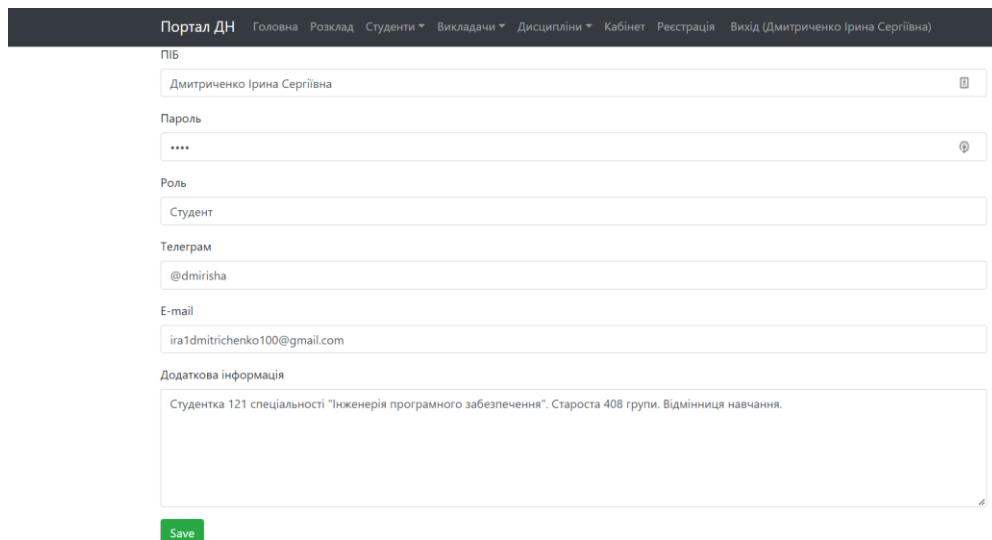 Портал ДН Головна Розклад Студенти Викладачи Дисципліни Кабінет Реєстрація Вихід (Дмитриченко Ірина Сергіївна)
ПІБ
Дмитриченко Ірина Сергіївна
Пароль
••••
Роль
Студент
Телеграм
@dmirisha
E-mail
ira1dmitrichenko100@gmail.com
Додаткова інформація
Студентка 121 спеціальності "Інженерія програмного забезпечення". Староста 408 групи. Відмінниця навчання.
Save